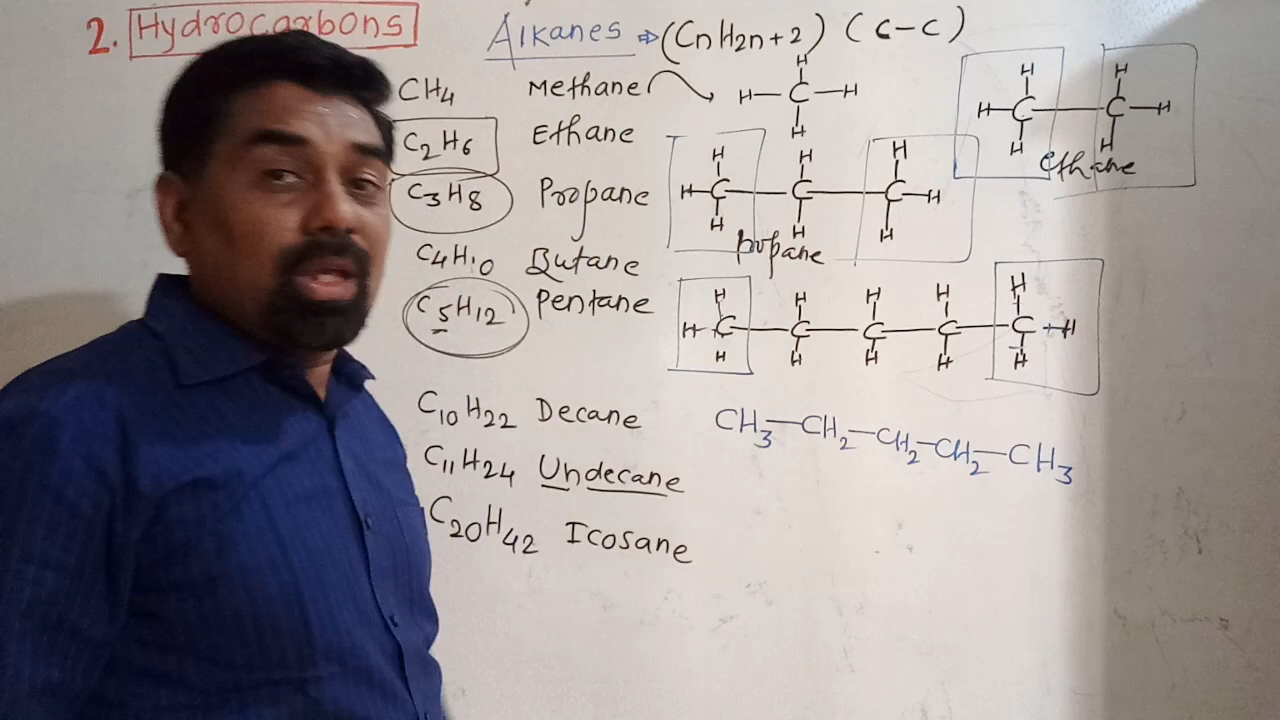 2. Hydrocarbons Alkanes ⇒ (CnH2n+2) (C-C)
CH4 Methane
C2H6 Ethane
C3H8 Propane
C4H10 Butane
C5H12 Pentane
C10H22 Decane
C11H24 Undecane
C20H42 Icosane
H
H—C—H
H
H H
H—C—C—H
H H
ethane
H H H
H—C—C—C—H
H H H
propane
H H H H H
H—C—C—C—C—C—H
H H H H H
CH3—CH2—CH2—CH2—CH3